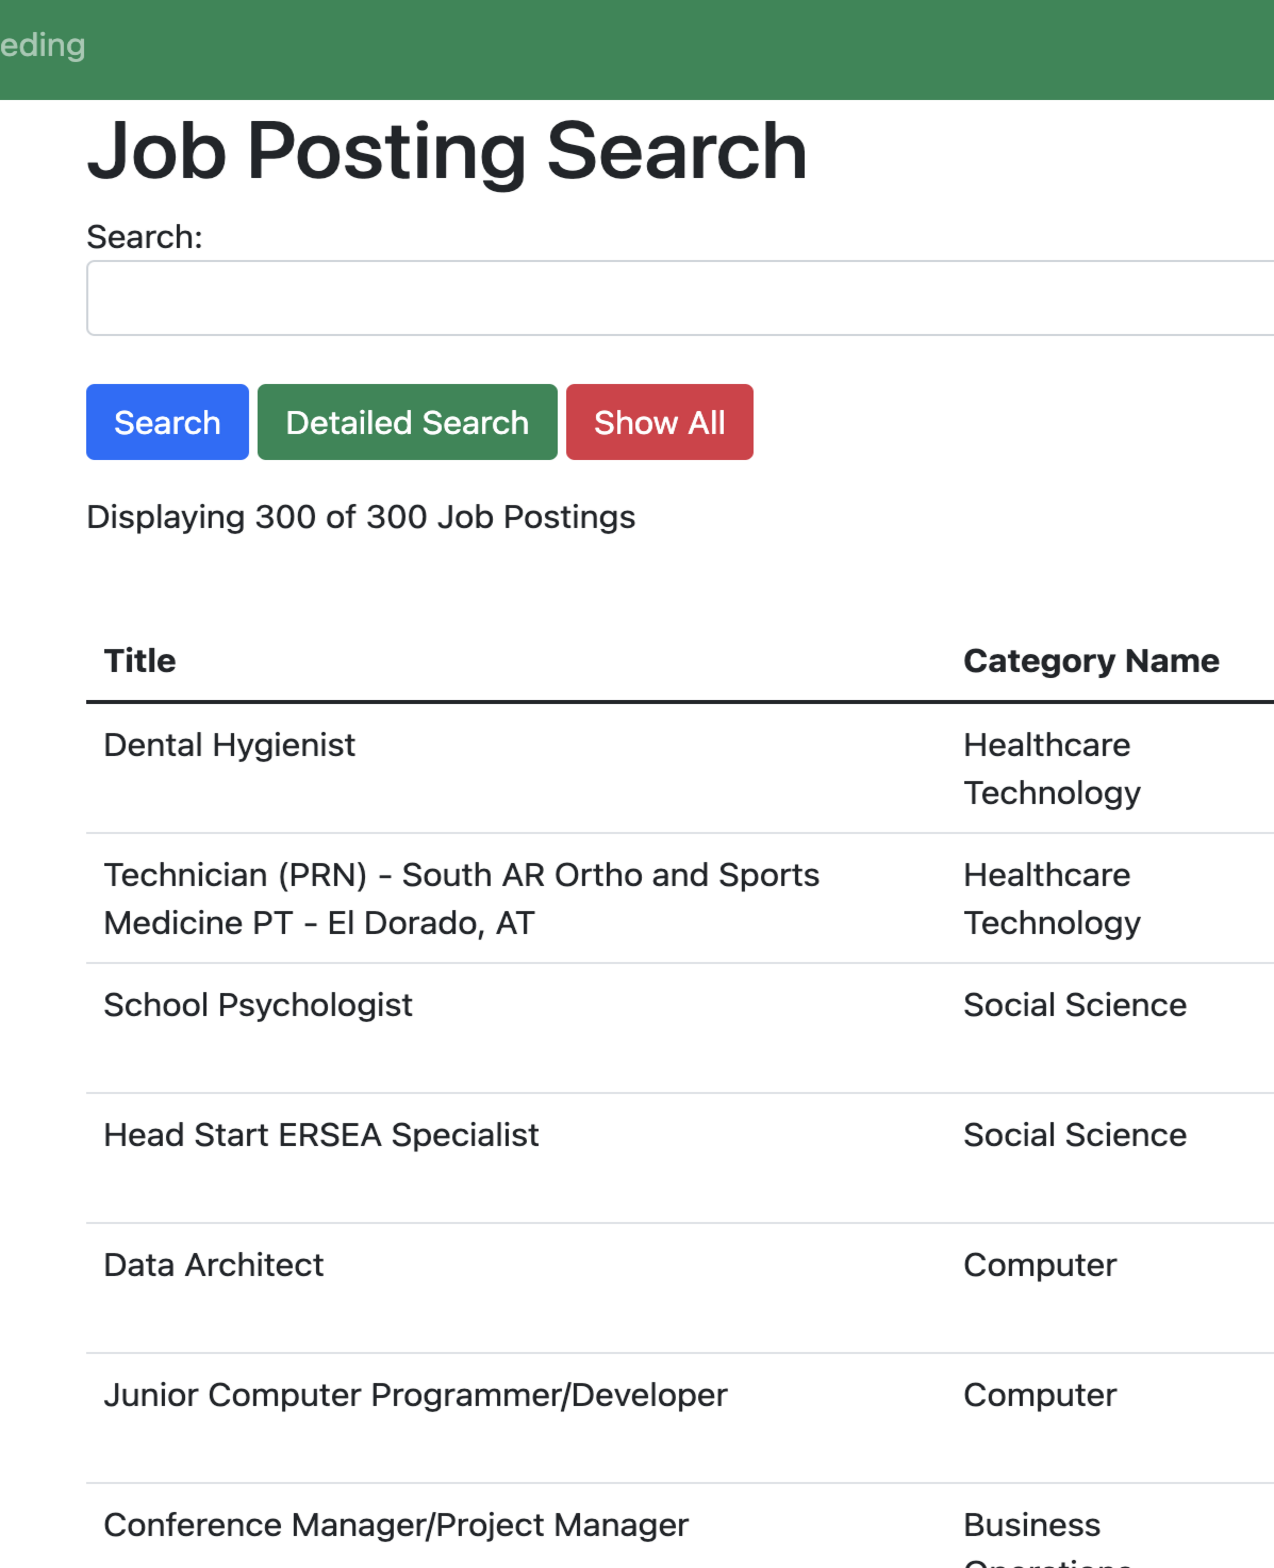 eding
Job Posting Search
Search:
Search Detailed Search Show All
Displaying 300 of 300 Job Postings
Title Category Name
Dental Hygienist Healthcare
Technology
Technician (PRN) - South AR Ortho and Sports Healthcare
Medicine PT - El Dorado, AT Technology
School Psychologist Social Science
Head Start ERSEA Specialist Social Science
Data Architect Computer
Junior Computer Programmer/Developer Computer
Conference Manager/Project Manager Business
Operations